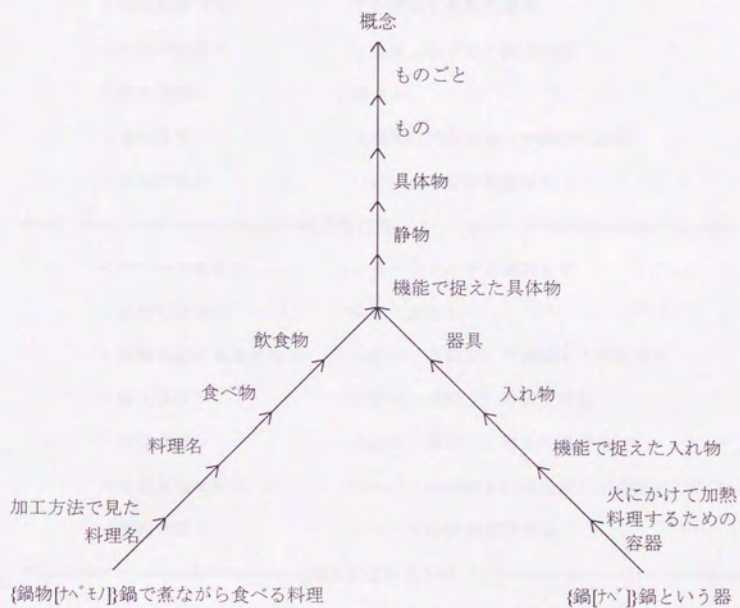 概念
ものごと
もの
具体物
静物
機能で捉えた具体物
飲食物
器具
食べ物
入れ物
料理名
機能で捉えた入れ物
加工方法で見た
料理名
火にかけて加熱
料理するための
容器
{鍋物[ナベモノ]}鍋で煮ながら食べる料理
{鍋[ナベ]}鍋という器